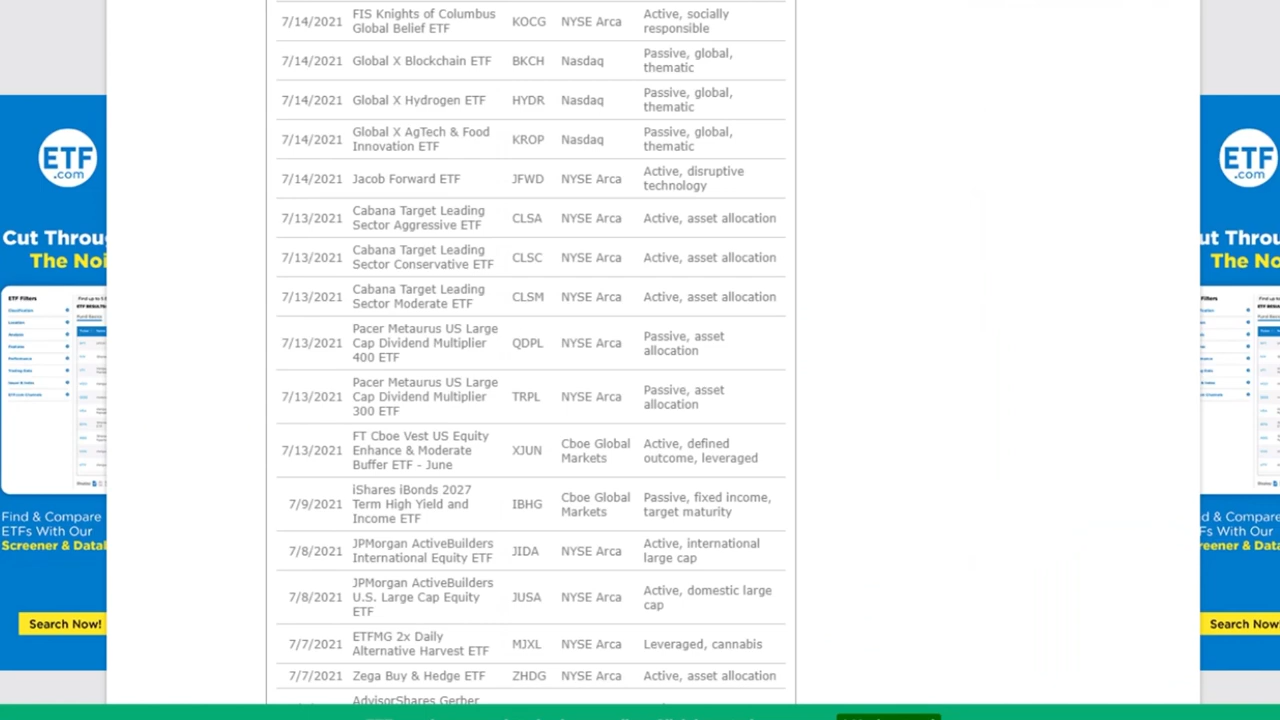 7/14/2021 FIS Knights of Columbus Global Belief ETF KOCG NYSE Arca Active, socially responsible
7/14/2021 Global X Blockchain ETF BKCH Nasdaq Passive, global, thematic
7/14/2021 Global X Hydrogen ETF HYDR Nasdaq Passive, global, thematic
7/14/2021 Global X AgTech & Food Innovation ETF KROP Nasdaq Passive, global, thematic
7/14/2021 Jacob Forward ETF JFWD NYSE Arca Active, disruptive technology
7/13/2021 Cabana Target Leading Sector Aggressive ETF CLSA NYSE Arca Active, asset allocation
7/13/2021 Cabana Target Leading Sector Conservative ETF CLSC NYSE Arca Active, asset allocation
7/13/2021 Cabana Target Leading Sector Moderate ETF CLSM NYSE Arca Active, asset allocation
7/13/2021 Pacer Metaurus US Large Cap Dividend Multiplier 400 ETF QDPL NYSE Arca Passive, asset allocation
7/13/2021 Pacer Metaurus US Large Cap Dividend Multiplier 300 ETF TRPL NYSE Arca Passive, asset allocation
7/13/2021 FT Cboe Vest US Equity Enhance & Moderate Buffer ETF - June XJUN Cboe Global Markets Active, defined outcome, leveraged
7/9/2021 iShares iBonds 2027 Term High Yield and Income ETF IBHG Cboe Global Markets Passive, fixed income, target maturity
7/8/2021 JPMorgan ActiveBuilders International Equity ETF JIDA NYSE Arca Active, international large cap
7/8/2021 JPMorgan ActiveBuilders U.S. Large Cap Equity ETF JUSA NYSE Arca Active, domestic large cap
7/7/2021 ETFMG 2x Daily Alternative Harvest ETF MJXL NYSE Arca Leveraged, cannabis
7/7/2021 Zega Buy & Hedge ETF ZHDG NYSE Arca Active, asset allocation
AdvisorShares Gerber
ETF
.com
Cut Throu
The Noi
ETF Filters
Find & Compare
ETFs With Our
Screener & Datal
Search Now!
ETF
.com
ut Throu
The No
d & Compare
Fs With Our
reener & Data
Search Now!